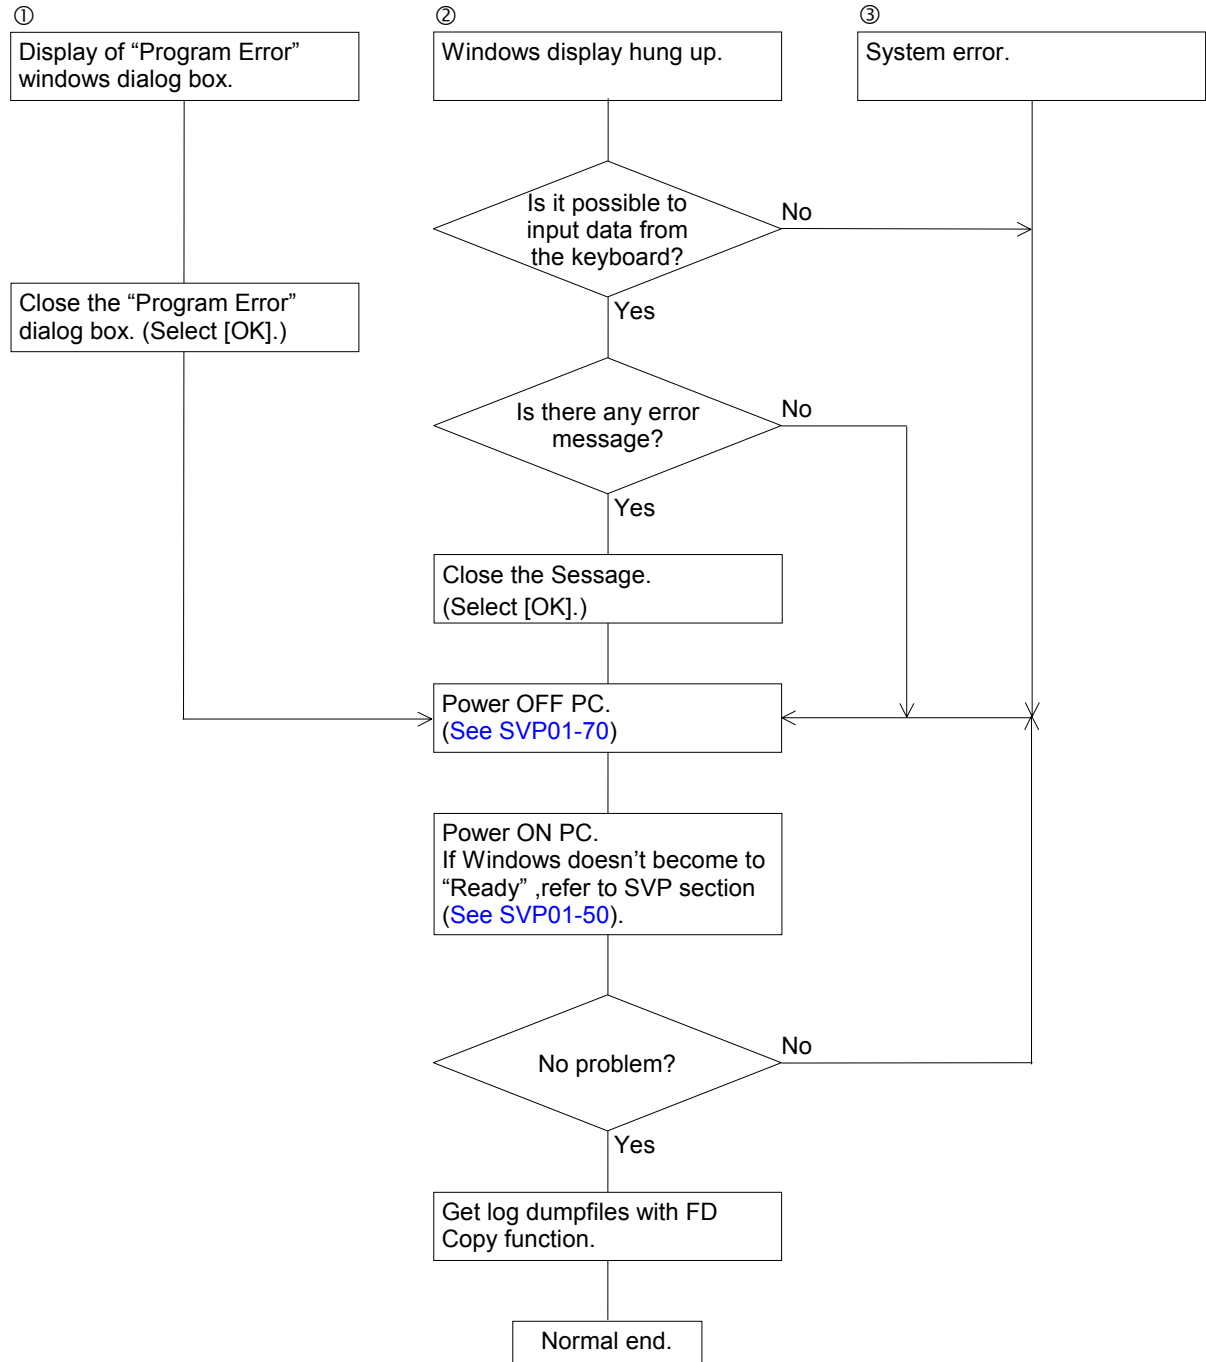 ①
Display of “Program Error”
windows dialog box.
②
Windows display hung up.
③
System error.
Is it possible to
input data from
the keyboard?
No
Yes
Close the “Program Error”
dialog box. (Select [OK].)
Is there any error
message?
No
Yes
Close the Sessage.
(Select [OK].)
Power OFF PC.
(See SVP01-70)
Power ON PC.
If Windows doesn’t become to
“Ready” ,refer to SVP section
(See SVP01-50).
No problem?
No
Yes
Get log dumpfiles with FD
Copy function.
Normal end.